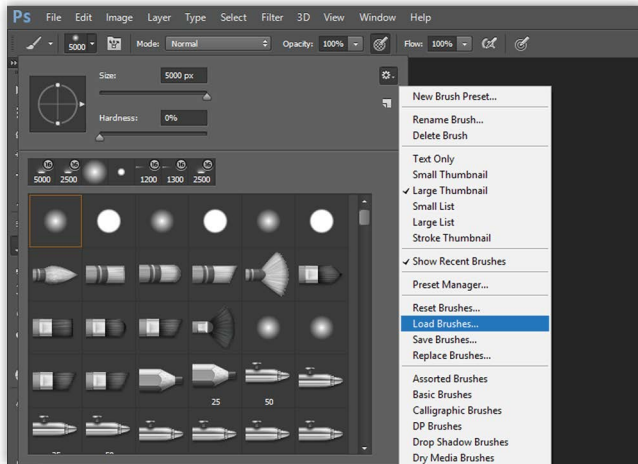 Ps File Edit Image Layer Type Select Filter 3D View Window Help
5000 Mode: Normal Opacity: 100% Flow: 100%
Size: 5000 px
Hardness: 0%
5000 2500 1200 1300 2500
25 50
25 50
New Brush Preset...
Rename Brush...
Delete Brush
Text Only
Small Thumbnail
Large Thumbnail
Small List
Large List
Stroke Thumbnail
Show Recent Brushes
Preset Manager...
Reset Brushes...
Load Brushes...
Save Brushes...
Replace Brushes...
Assorted Brushes
Basic Brushes
Calligraphic Brushes
DP Brushes
Drop Shadow Brushes
Dry Media Brushes